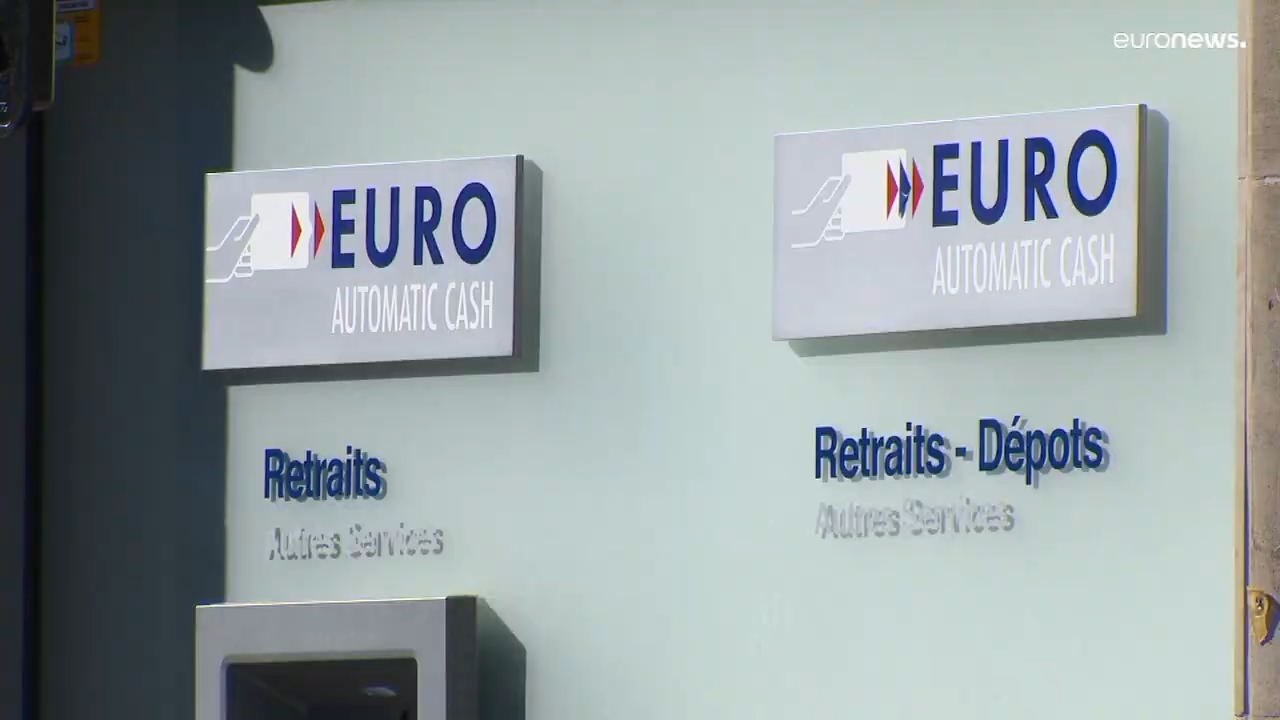 euronews.
EURO
AUTOMATIC CASH
Retraits
Autres Services
EURO
AUTOMATIC CASH
Retraits - Dépots
Autres Services